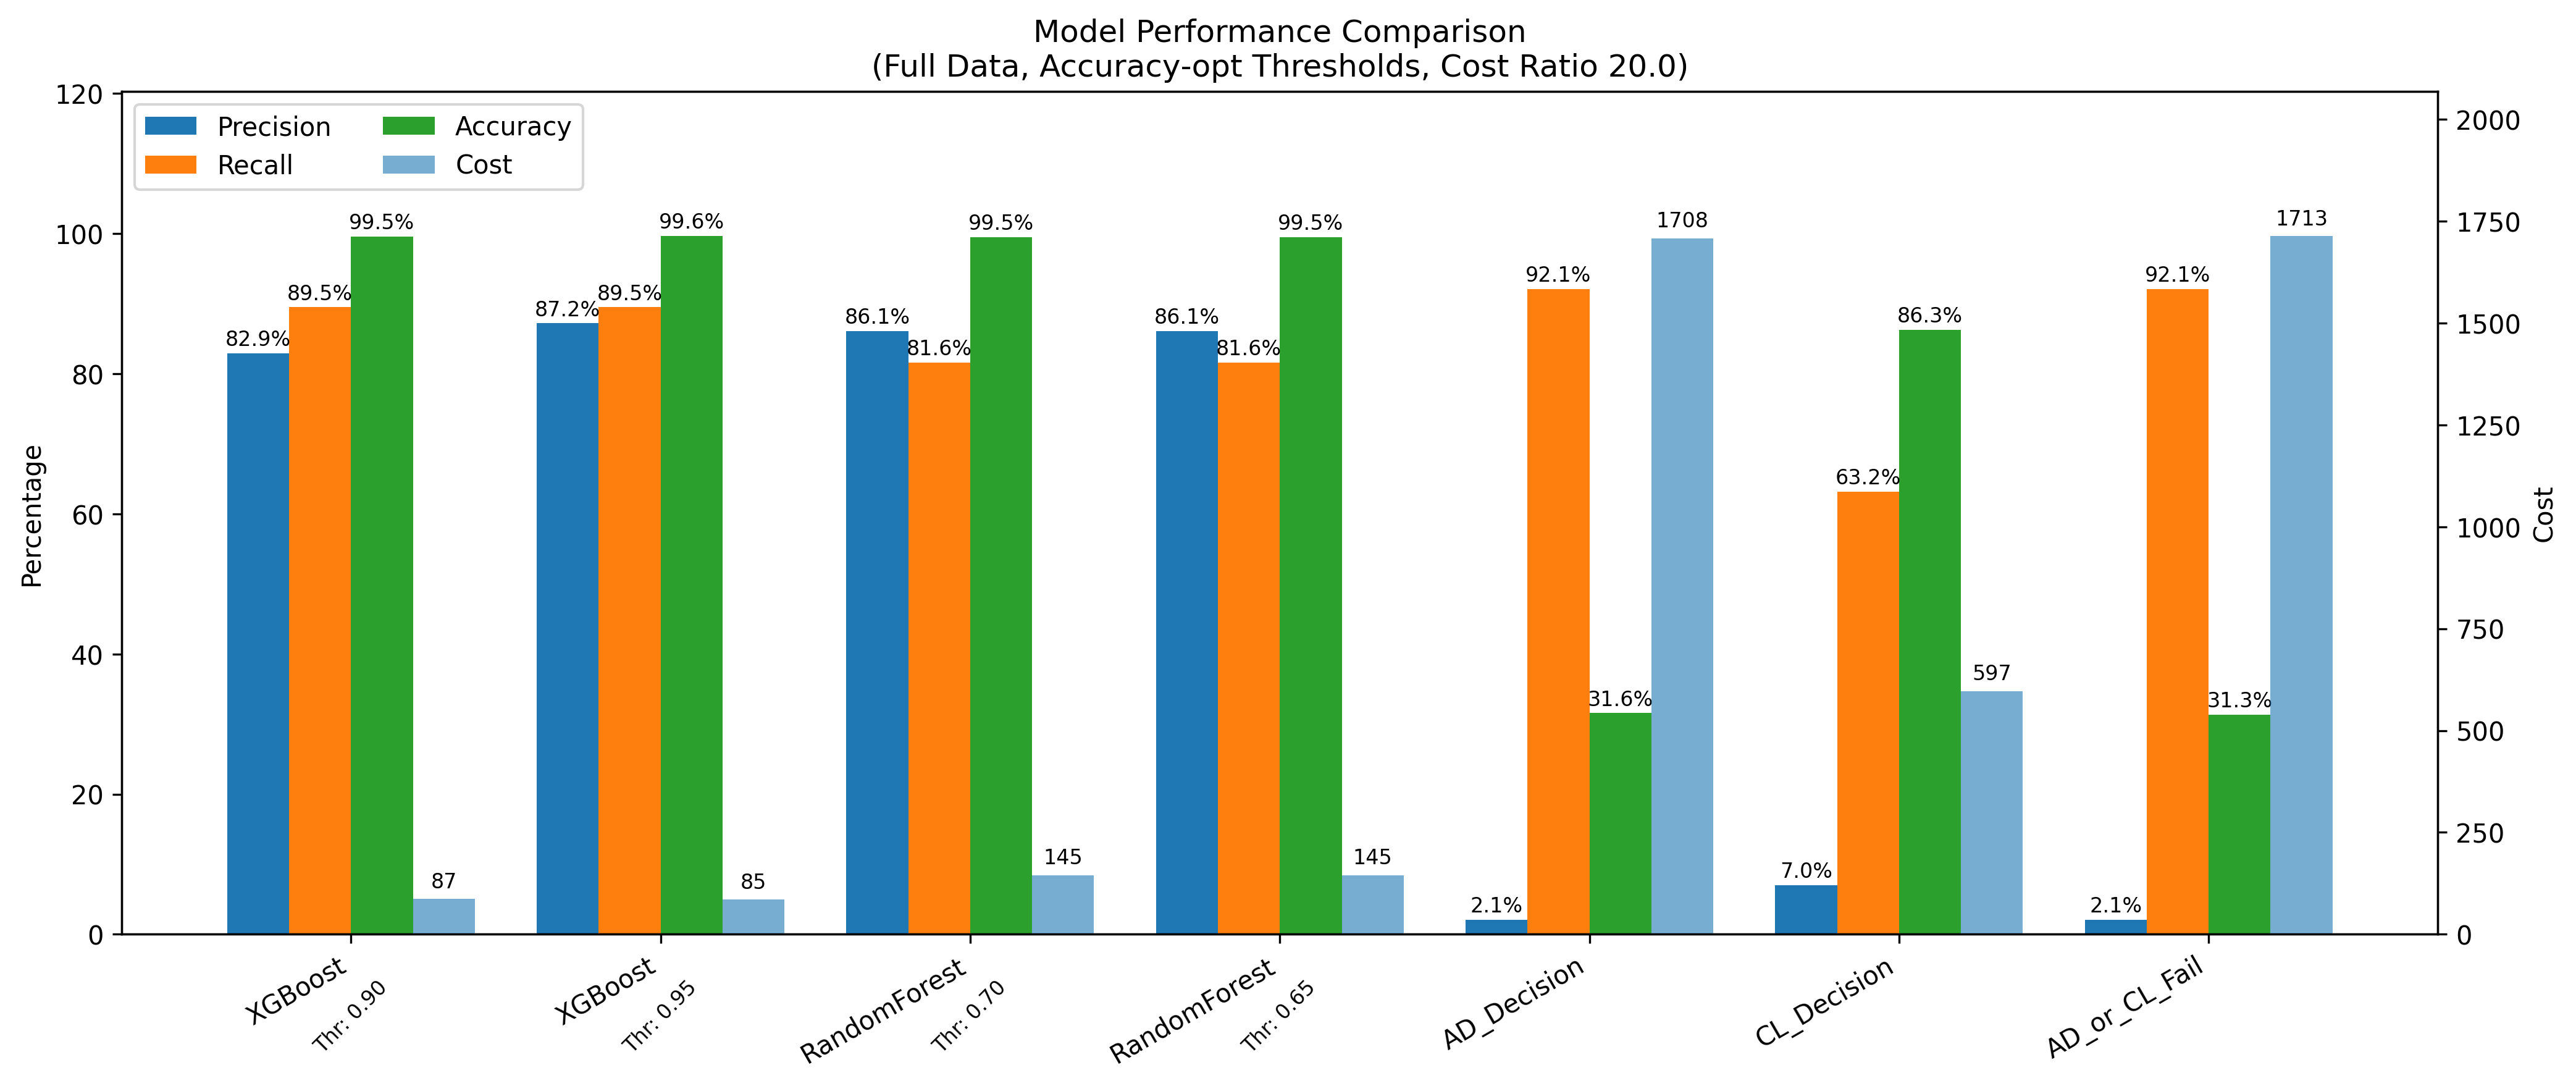 Model Performance Comparison
(Full Data, Accuracy-opt Thresholds, Cost Ratio 20.0)
Precision
Recall
Accuracy
Cost
Percentage
120
100
80
60
40
20
0
Cost
2000
1750
1500
1250
1000
750
500
250
0
82.9%
89.5%
99.5%
87
87.2%
89.5%
99.6%
85
86.1%
81.6%
99.5%
145
86.1%
81.6%
99.5%
145
2.1%
92.1%
31.6%
1708
7.0%
63.2%
86.3%
597
2.1%
92.1%
31.3%
1713
XGBoost
Thr: 0.90
XGBoost
Thr: 0.95
RandomForest
Thr: 0.70
RandomForest
Thr: 0.65
AD_Decision
CL_Decision
AD_or_CL_Fail